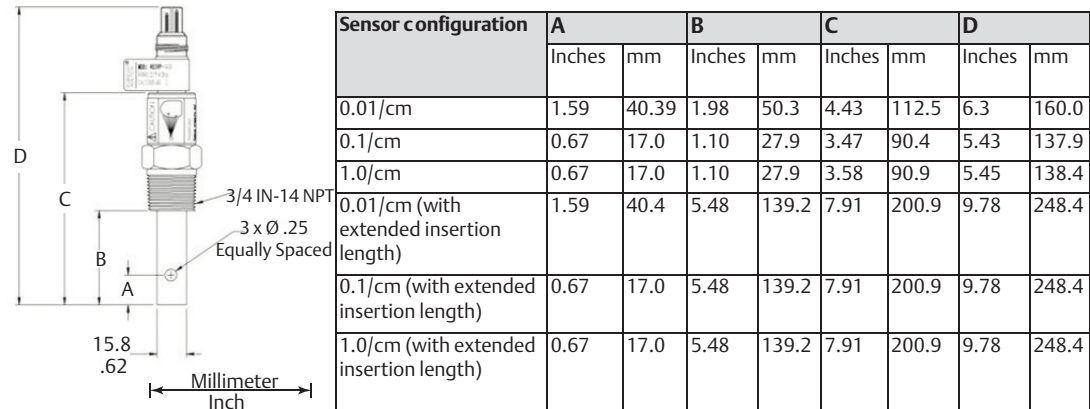 D
C
B
A
3/4 IN-14 NPT
3 x Ø .25
Equally Spaced
15.8
.62
Millimeter
Inch
CAUTION
Sensor configuration A B C D
Inches mm Inches mm Inches mm Inches mm
0.01/cm 1.59 40.39 1.98 50.3 4.43 112.5 6.3 160.0
0.1/cm 0.67 17.0 1.10 27.9 3.47 90.4 5.43 137.9
1.0/cm 0.67 17.0 1.10 27.9 3.58 90.9 5.45 138.4
0.01/cm (with 1.59 40.4 5.48 139.2 7.91 200.9 9.78 248.4
extended insertion
length)
0.1/cm (with extended 0.67 17.0 5.48 139.2 7.91 200.9 9.78 248.4
insertion length)
1.0/cm (with extended 0.67 17.0 5.48 139.2 7.91 200.9 9.78 248.4
insertion length)